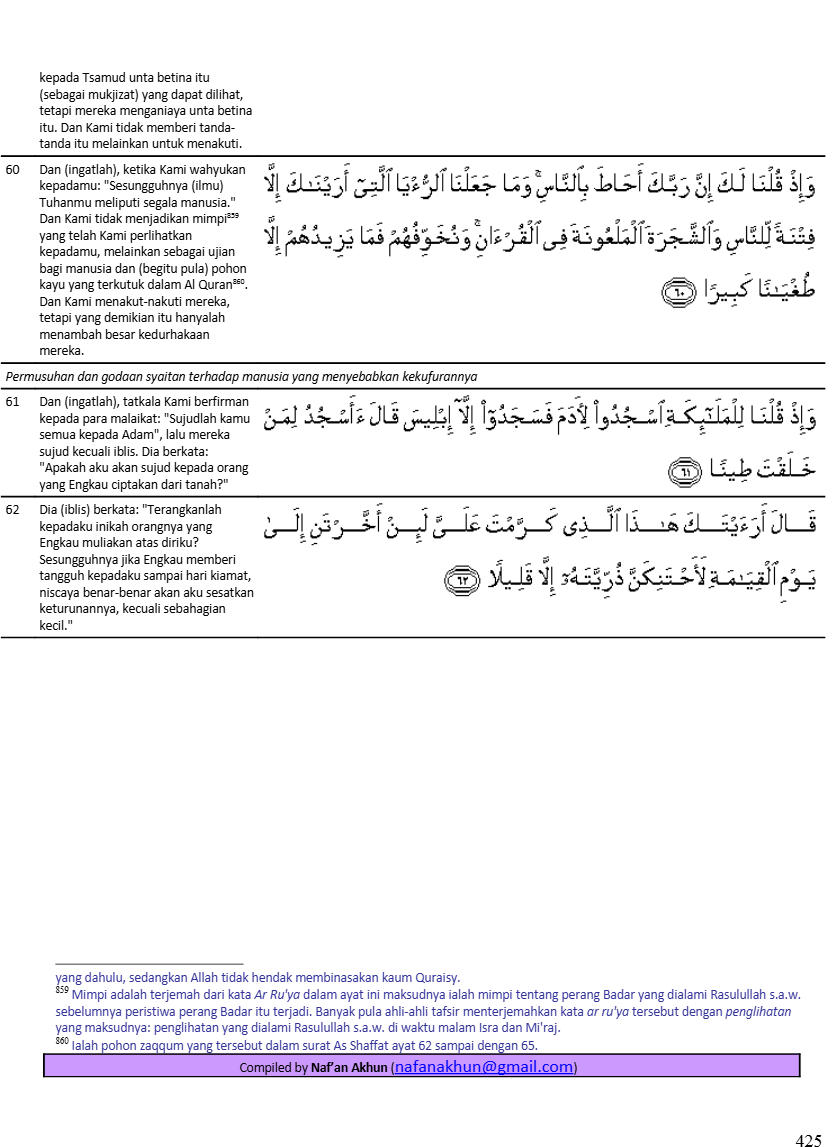 kepada Tsamud unta betina itu
(sebagai mukjizat) yang dapat dilihat,
tetapi mereka menganiaya unta betina
itu. Dan Kami tidak memberi tanda-
tanda itu melainkan untuk menakuti.
60 Dan (ingatlah), ketika Kami wahyukan
kepadamu: "Sesungguhnya (ilmu)
Tuhanmu meliputi segala manusia."
Dan Kami tidak menjadikan mimpi859
yang telah Kami perlihatkan
kepadamu, melainkan sebagai ujian
bagi manusia dan (begitu pula) pohon
kayu yang terkutuk dalam Al Quran860.
Dan Kami menakut-nakuti mereka,
tetapi yang demikian itu hanyalah
menambah besar kedurhakaan
mereka.
وَإِذْ قُلْنَا لَكَ إِنَّ رَبَّكَ أَحَاطَ بِٱلنَّاسِ ۚ وَمَا جَعَلْنَا ٱلرُّءْيَا ٱلَّتِىٓ أَرَيْنَـٰكَ إِلَّا
فِتْنَةً لِّلنَّاسِ وَٱلشَّجَرَةَ ٱلْمَلْعُونَةَ فِى ٱلْقُرْءَانِ ۚ وَنُخَوِّفُهُمْ فَمَا يَزِيدُهُمْ إِلَّا
طُغْيَـٰنًا كَبِيرًا ٦٠
Permusuhan dan godaan syaitan terhadap manusia yang menyebabkan kekufurannya
61 Dan (ingatlah), tatkala Kami berfirman
kepada para malaikat: "Sujudlah kamu
semua kepada Adam", lalu mereka
sujud kecuali iblis. Dia berkata:
"Apakah aku akan sujud kepada orang
yang Engkau ciptakan dari tanah?"
وَإِذْ قُلْنَا لِلْمَلَـٰٓئِكَةِ ٱسْجُدُوا۟ لِأَدَمَ فَسَجَدُوٓا۟ إِلَّآ إِبْلِيسَ قَالَ ءَأَسْجُدُ لِمَنْ
خَلَقْتَ طِينًا ٦١
62 Dia (iblis) berkata: "Terangkanlah
kepadaku inikah orangnya yang
Engkau muliakan atas diriku?
Sesungguhnya jika Engkau memberi
tangguh kepadaku sampai hari kiamat,
niscaya benar-benar akan aku sesatkan
keturunannya, kecuali sebahagian
kecil."
قَالَ أَرَءَيْتَكَ هَـٰذَا ٱلَّذِى كَرَّمْتَ عَلَىَّ لَئِنْ أَخَّرْتَنِ إِلَىٰ
يَوْمِ ٱلْقِيَـٰمَةِ لَأَحْتَنِكَنَّ ذُرِّيَّتَهُۥٓ إِلَّا قَلِيلًا ٦٢
yang dahulu, sedangkan Allah tidak hendak membinasakan kaum Quraisy.
859 Mimpi adalah terjemah dari kata Ar Ru'ya dalam ayat ini maksudnya ialah mimpi tentang perang Badar yang dialami Rasulullah s.a.w.
sebelumnya peristiwa perang Badar itu terjadi. Banyak pula ahli-ahli tafsir menterjemahkan kata ar ru'ya tersebut dengan penglihatan
yang maksudnya: penglihatan yang dialami Rasulullah s.a.w. di waktu malam Isra dan Mi'raj.
860 Ialah pohon zaqqum yang tersebut dalam surat As Shaffat ayat 62 sampai dengan 65.
Compiled by Naf'an Akhun (nafanakhun@gmail.com)
425